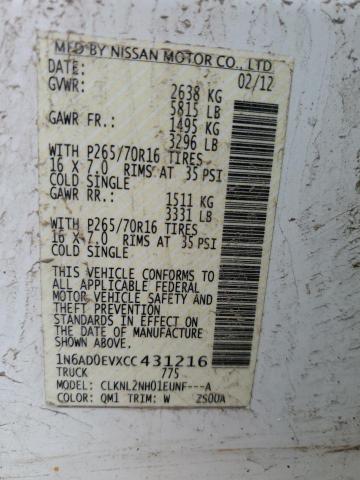 MFD BY NISSAN MOTOR CO., LTD
DATE: 02/12
GVWR: 2638 KG
5815 LB
GAWR FR.: 1495 KG
3296 LB
WITH P265/70R16 TIRES
16 X 7.0 RIMS AT 35 PSI
COLD SINGLE
GAWR RR.: 1511 KG
3331 LB
WITH P265/70R16 TIRES
16 X 7.0 RIMS AT 35 PSI
COLD SINGLE
THIS VEHICLE CONFORMS TO
ALL APPLICABLE FEDERAL
MOTOR VEHICLE SAFETY
AND THEFT PREVENTION
STANDARDS IN EFFECT ON
THE DATE OF MANUFACTURE
SHOWN ABOVE.
1N6AD0EVXCC431216
TRUCK 775
MODEL: CLKNL2NH01EUNF---A
COLOR: QM1 TRIM: W ZS0UA